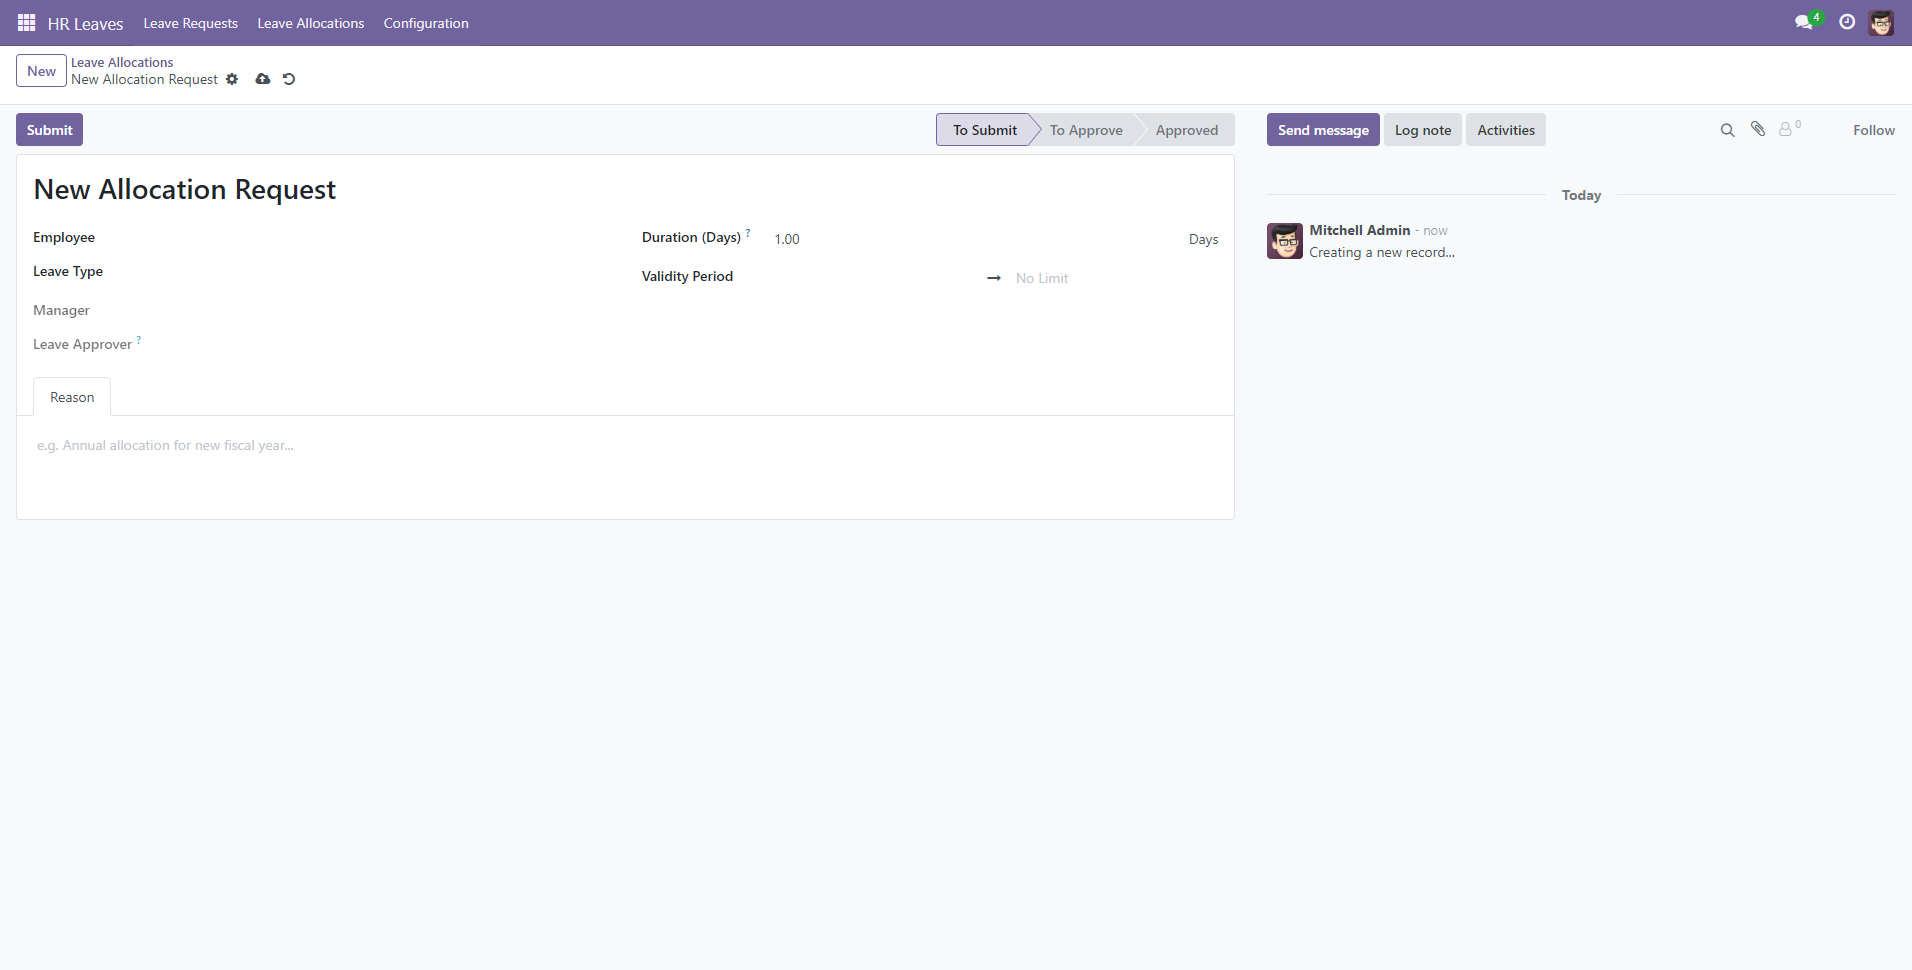 HR Leaves Leave Requests Leave Allocations Configuration 4
New Leave Allocations
New Allocation Request
Submit To Submit To Approve Approved Send message Log note Activities 0 Follow
New Allocation Request
Today
Employee Duration (Days) ? 1.00 Days
Mitchell Admin - now
Creating a new record...
Leave Type Validity Period → No Limit
Manager
Leave Approver ?
Reason
e.g. Annual allocation for new fiscal year...